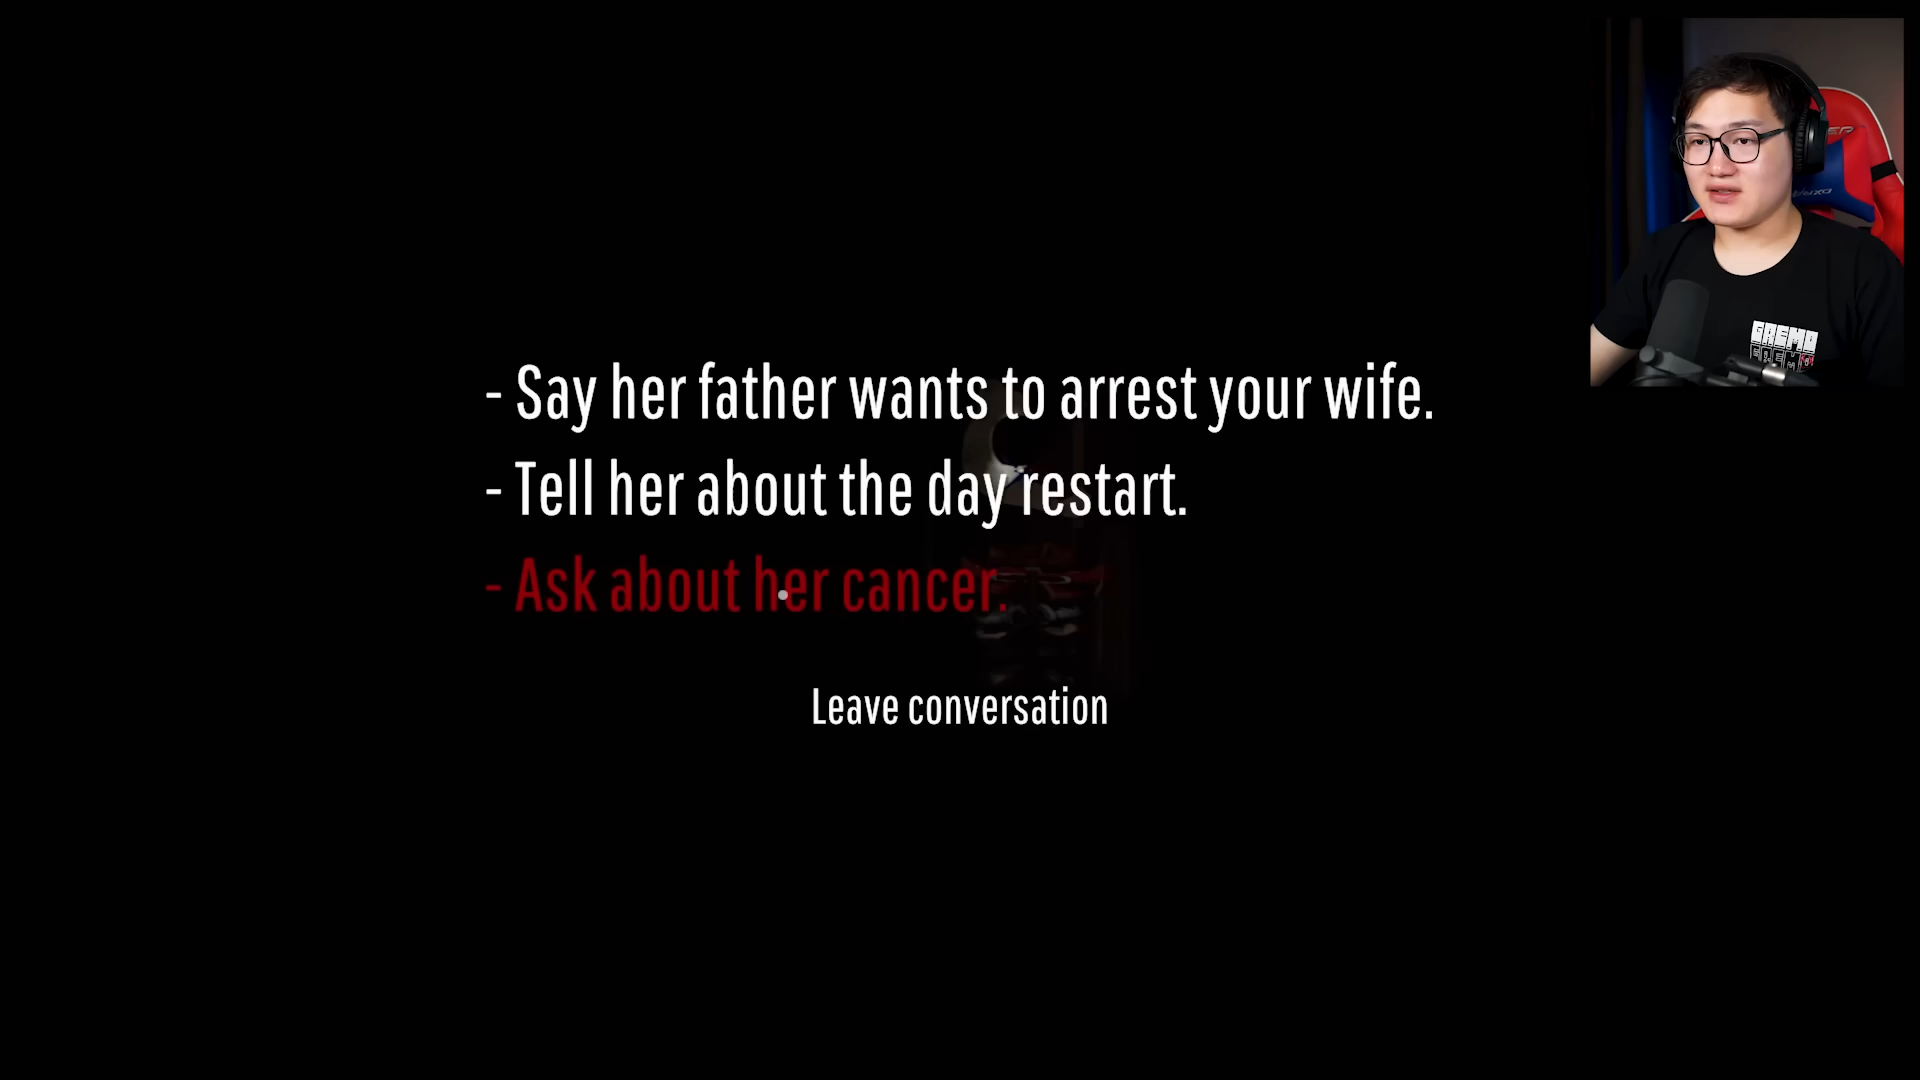 - Say her father wants to arrest your wife.
- Tell her about the day restart.
- Ask about her cancer.
Leave conversation
GREMO